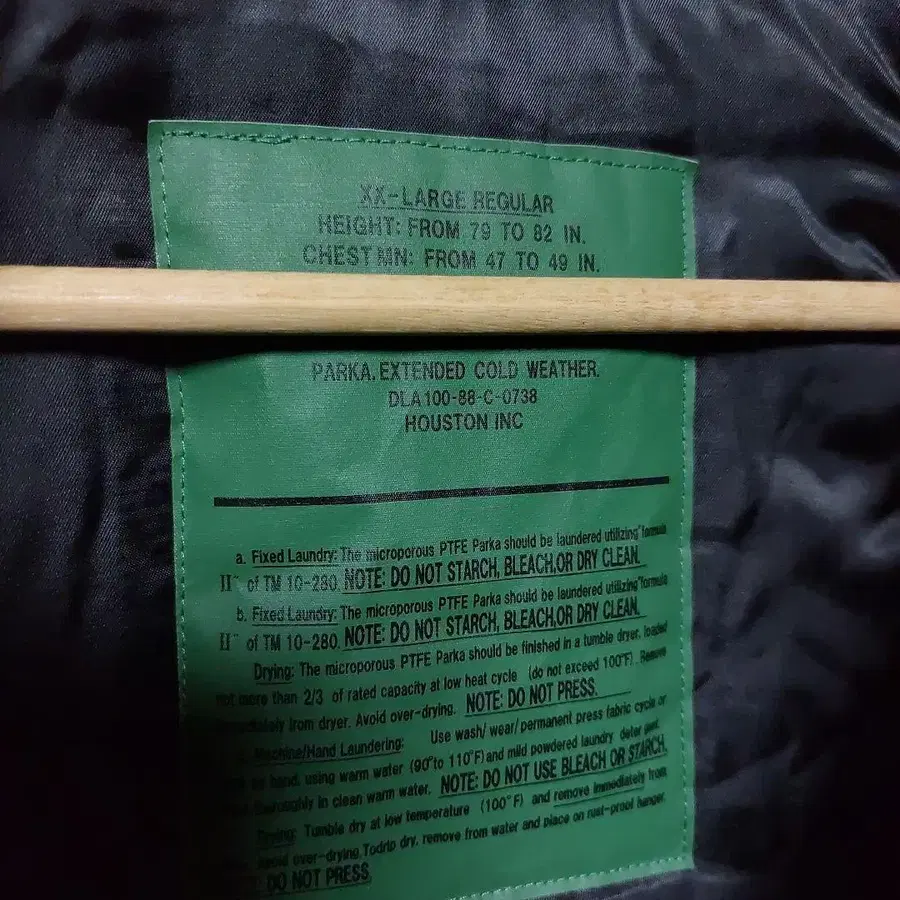 XX-LARGE REGULAR
HEIGHT: FROM 79 TO 82 IN.
CHEST MN: FROM 47 TO 49 IN.
PARKA. EXTENDED COLD WEATHER.
DLA100-88-C-0738
HOUSTON INC
a. Fixed Laundry: The microporous PTFE Parka should be laundered utilizing "formula
II" of TM 10-280. NOTE: DO NOT STARCH, BLEACH,OR DRY CLEAN.
b. Fixed Laundry: The microporous PTFE Parka should be laundered utilizing "formula
II" of TM 10-280. NOTE: DO NOT STARCH, BLEACH,OR DRY CLEAN.
Drying: The microporous PTFE Parka should be finished in a tumble dryer, loaded
not more than 2/3 of rated capacity at low heat cycle (do not exceed 100°F). Remove
from dryer. Avoid over-drying. NOTE: DO NOT PRESS.
Machine/Hand Laundering: Use wash/ wear/ permanent press fabric cycle or
hand, using warm water (90°to 110°F) and mild powdered laundry
thoroughly in clean warm water. NOTE: DO NOT USE BLEACH OR STARCH.
Drying: Tumble dry at low temperature (100°F) and remove immediately from
avoid over-drying. Todrip dry, remove from water and place on rust-proof hanger.
DO NOT PRESS.